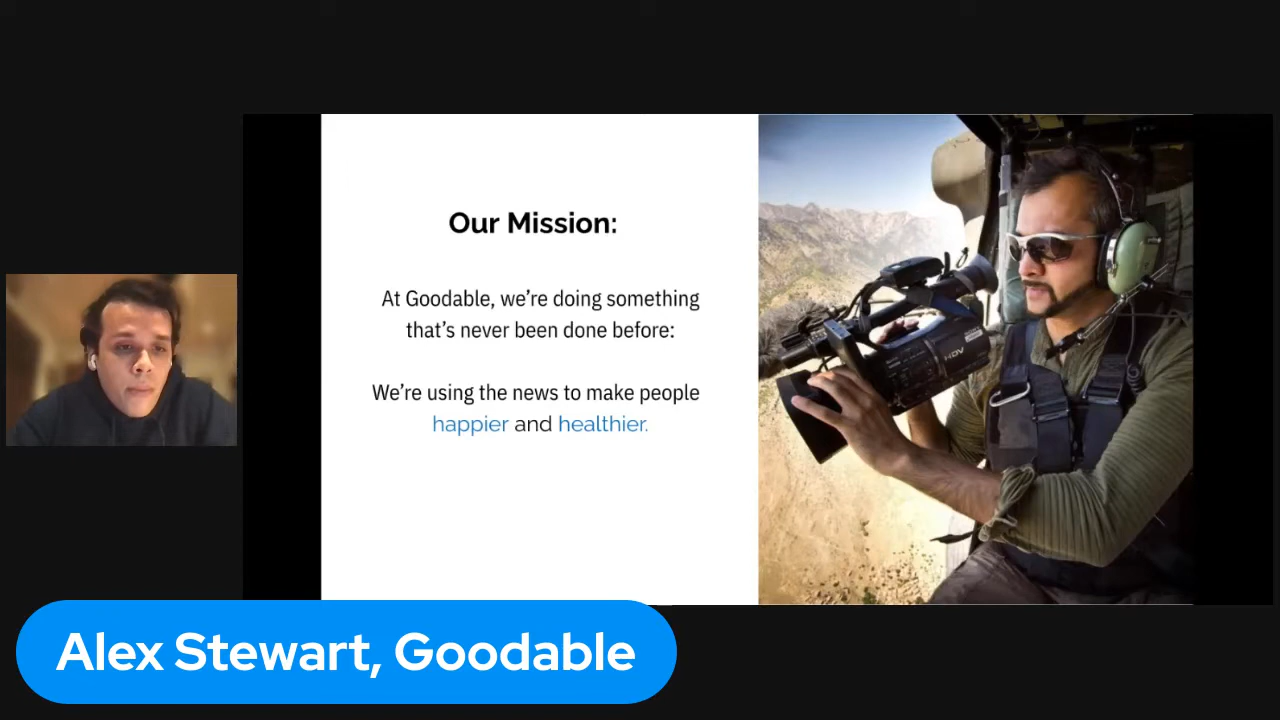 Our Mission:
At Goodable, we're doing something
that's never been done before:
We're using the news to make people
happier and healthier.
HDV
Alex Stewart, Goodable